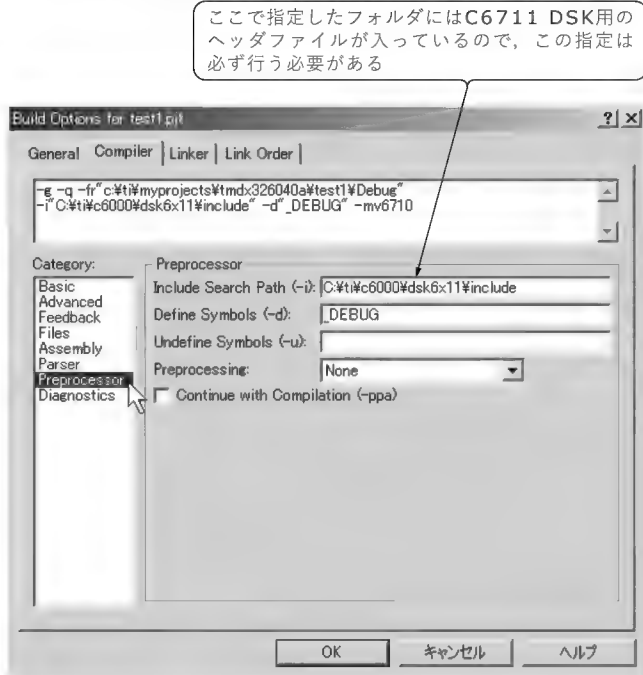 ここで指定したフォルダにはC6711 DSK用の
ヘッダファイルが入っているので，この指定は
必ず行う必要がある
Build Options for test1.pjt
General Compiler Linker Link Order
-g -q -fr"c:¥ti¥myprojects¥tmdx326040a¥test1¥Debug"
-i"C:¥ti¥c6000¥dsk6x11¥include" -d"_DEBUG" -mv6710
Category:
Basic
Advanced
Feedback
Files
Assembly
Parser
Preprocessor
Diagnostics
Preprocessor
Include Search Path (-i): C:¥ti¥c6000¥dsk6x11¥include
Define Symbols (-d): _DEBUG
Undefine Symbols (-u):
Preprocessing: None
Continue with Compilation (-ppa)
OK キャンセル ヘルプ